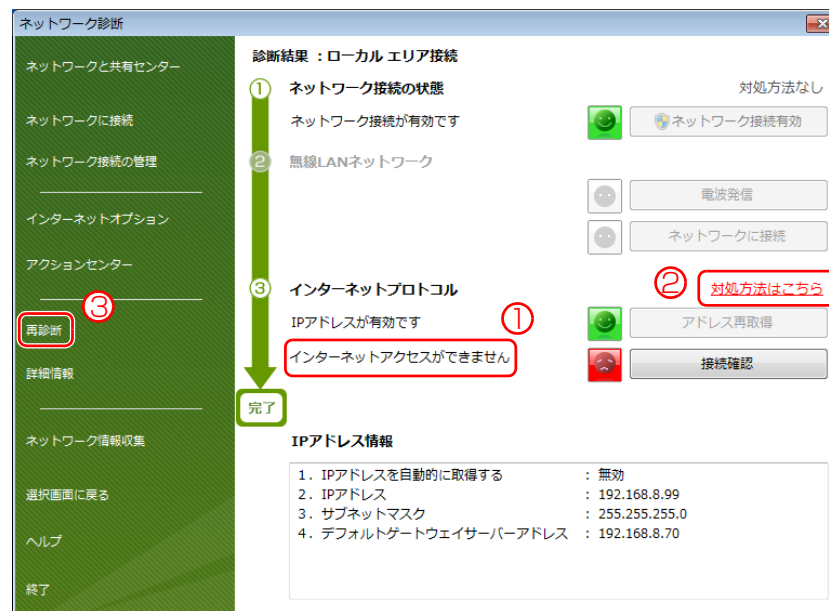 ネットワーク診断
ネットワークと共有センター
ネットワークに接続
ネットワーク接続の管理
インターネットオプション
アクションセンター
③
再診断
詳細情報
ネットワーク情報収集
選択画面に戻る
ヘルプ
終了
診断結果 ：ローカル エリア接続
① ネットワーク接続の状態 対処方法なし
ネットワーク接続が有効です ネットワーク接続有効
② 無線LANネットワーク
電波発信
ネットワークに接続
③ インターネットプロトコル ② 対処方法はこちら
IPアドレスが有効です ① アドレス再取得
インターネットアクセスができません 接続確認
完了
IPアドレス情報
1. IPアドレスを自動的に取得する : 無効
2. IPアドレス : 192.168.8.99
3. サブネットマスク : 255.255.255.0
4. デフォルトゲートウェイサーバーアドレス : 192.168.8.70